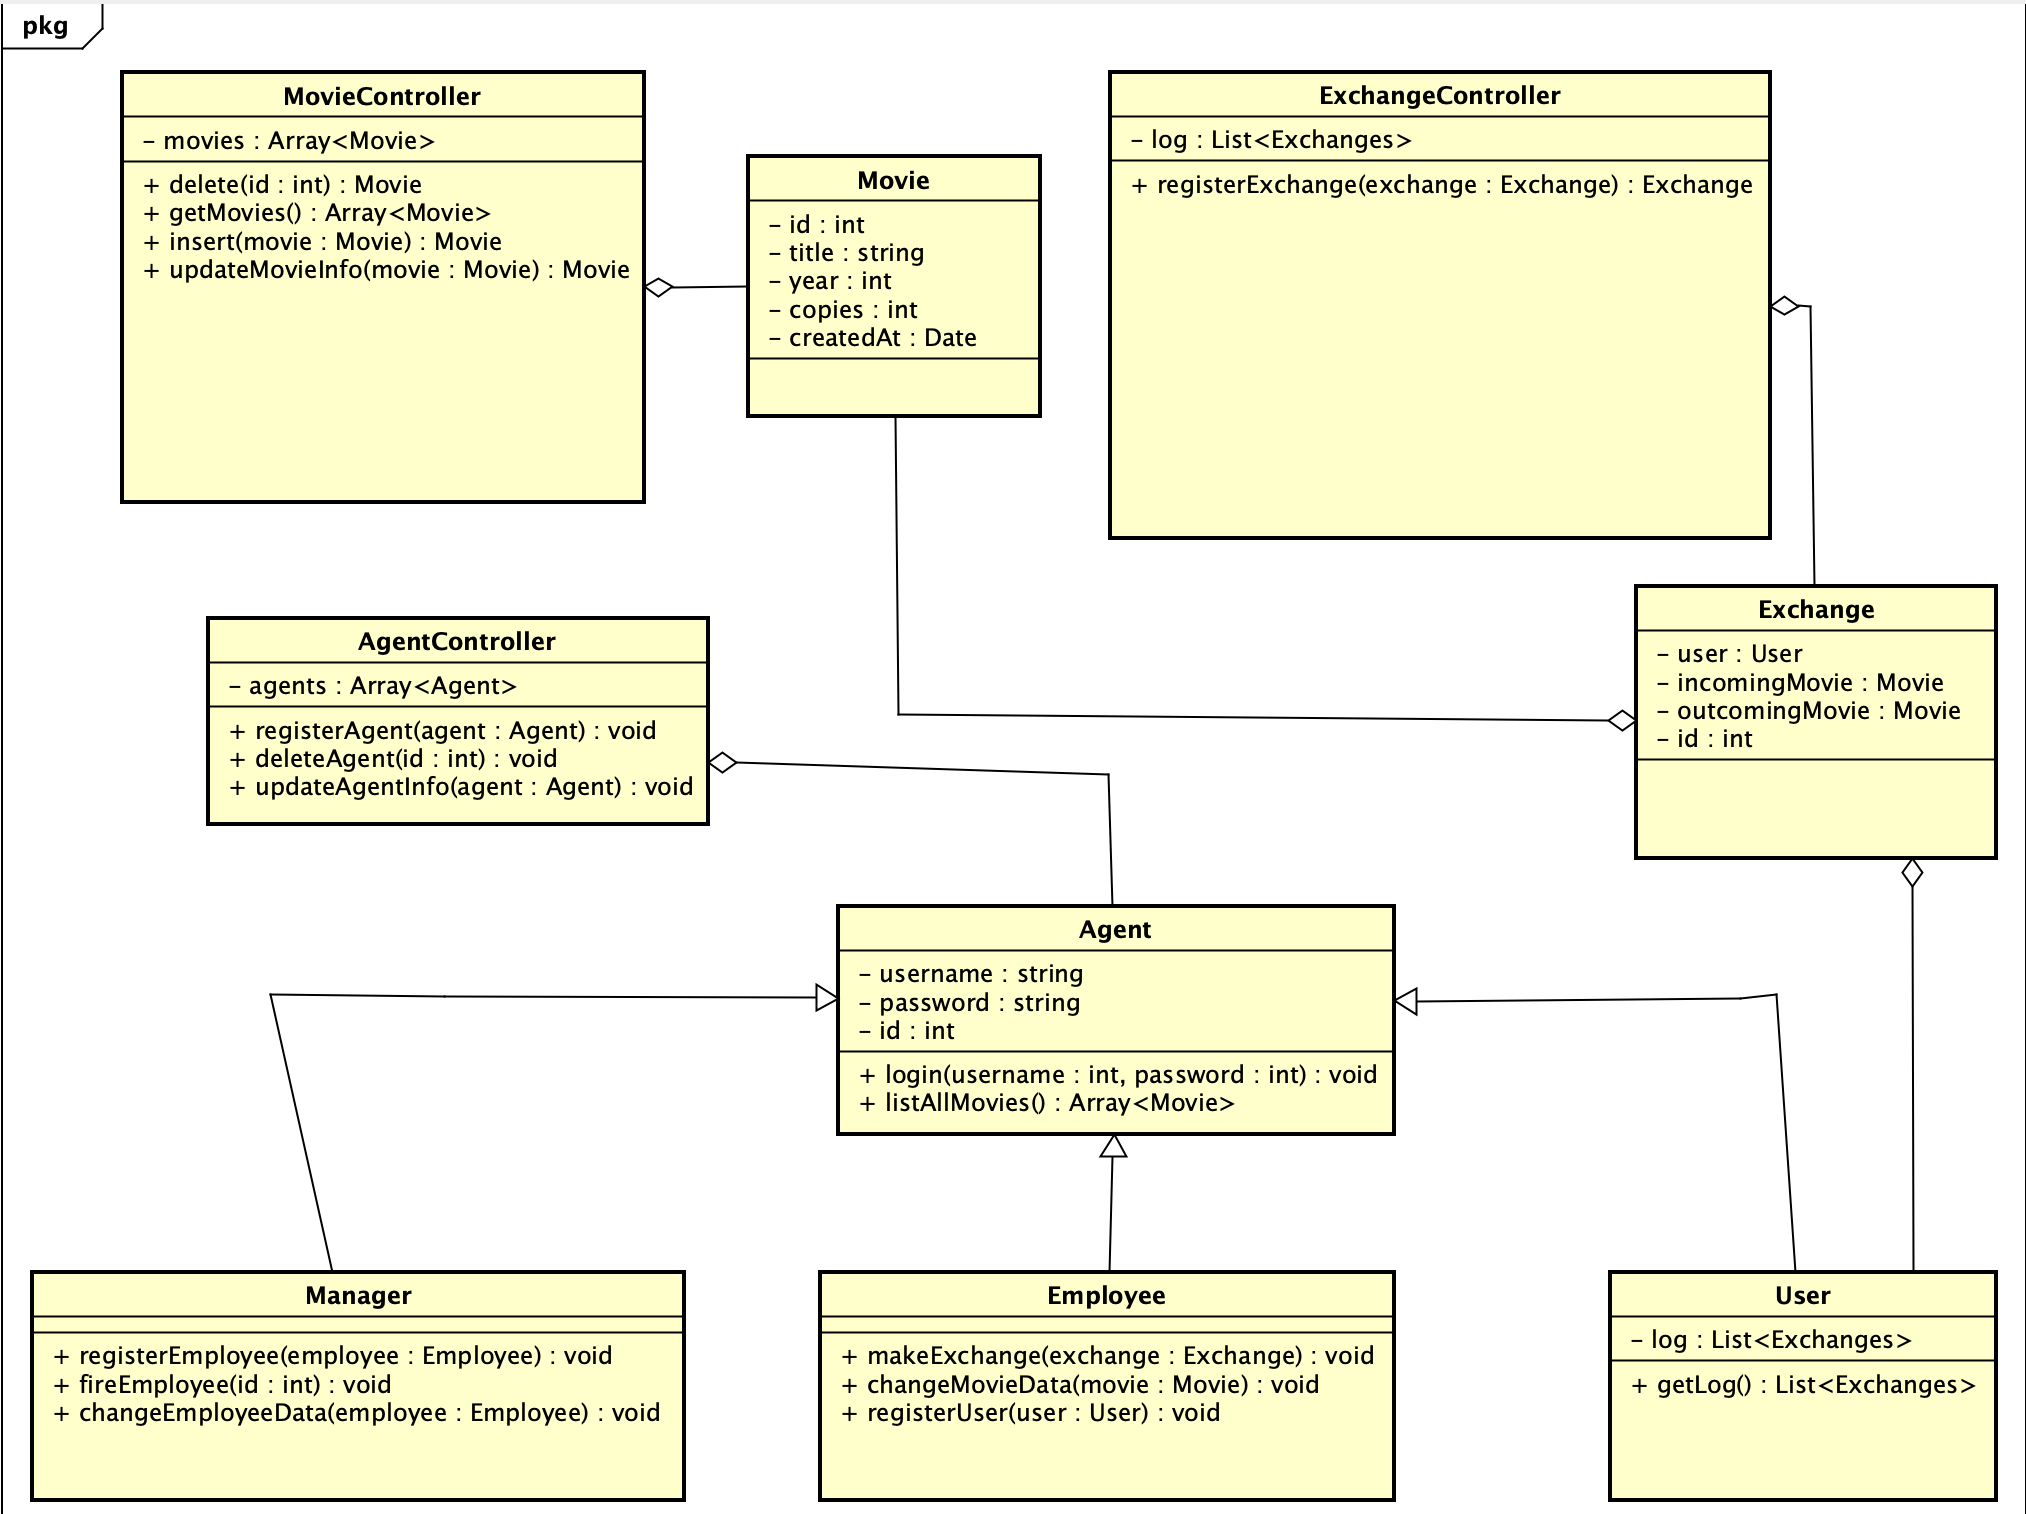 pkg
MovieController
- movies : Array<Movie>
+ delete(id : int) : Movie
+ getMovies() : Array<Movie>
+ insert(movie : Movie) : Movie
+ updateMovieInfo(movie : Movie) : Movie
Movie
- id : int
- title : string
- year : int
- copies : int
- createdAt : Date
ExchangeController
- log : List<Exchanges>
+ registerExchange(exchange : Exchange) : Exchange
AgentController
- agents : Array<Agent>
+ registerAgent(agent : Agent) : void
+ deleteAgent(id : int) : void
+ updateAgentInfo(agent : Agent) : void
Exchange
- user : User
- incomingMovie : Movie
- outcomingMovie : Movie
- id : int
Agent
- username : string
- password : string
- id : int
+ login(username : int, password : int) : void
+ listAllMovies() : Array<Movie>
Manager
+ registerEmployee(employee : Employee) : void
+ fireEmployee(id : int) : void
+ changeEmployeeData(employee : Employee) : void
Employee
+ makeExchange(exchange : Exchange) : void
+ changeMovieData(movie : Movie) : void
+ registerUser(user : User) : void
User
- log : List<Exchanges>
+ getLog() : List<Exchanges>